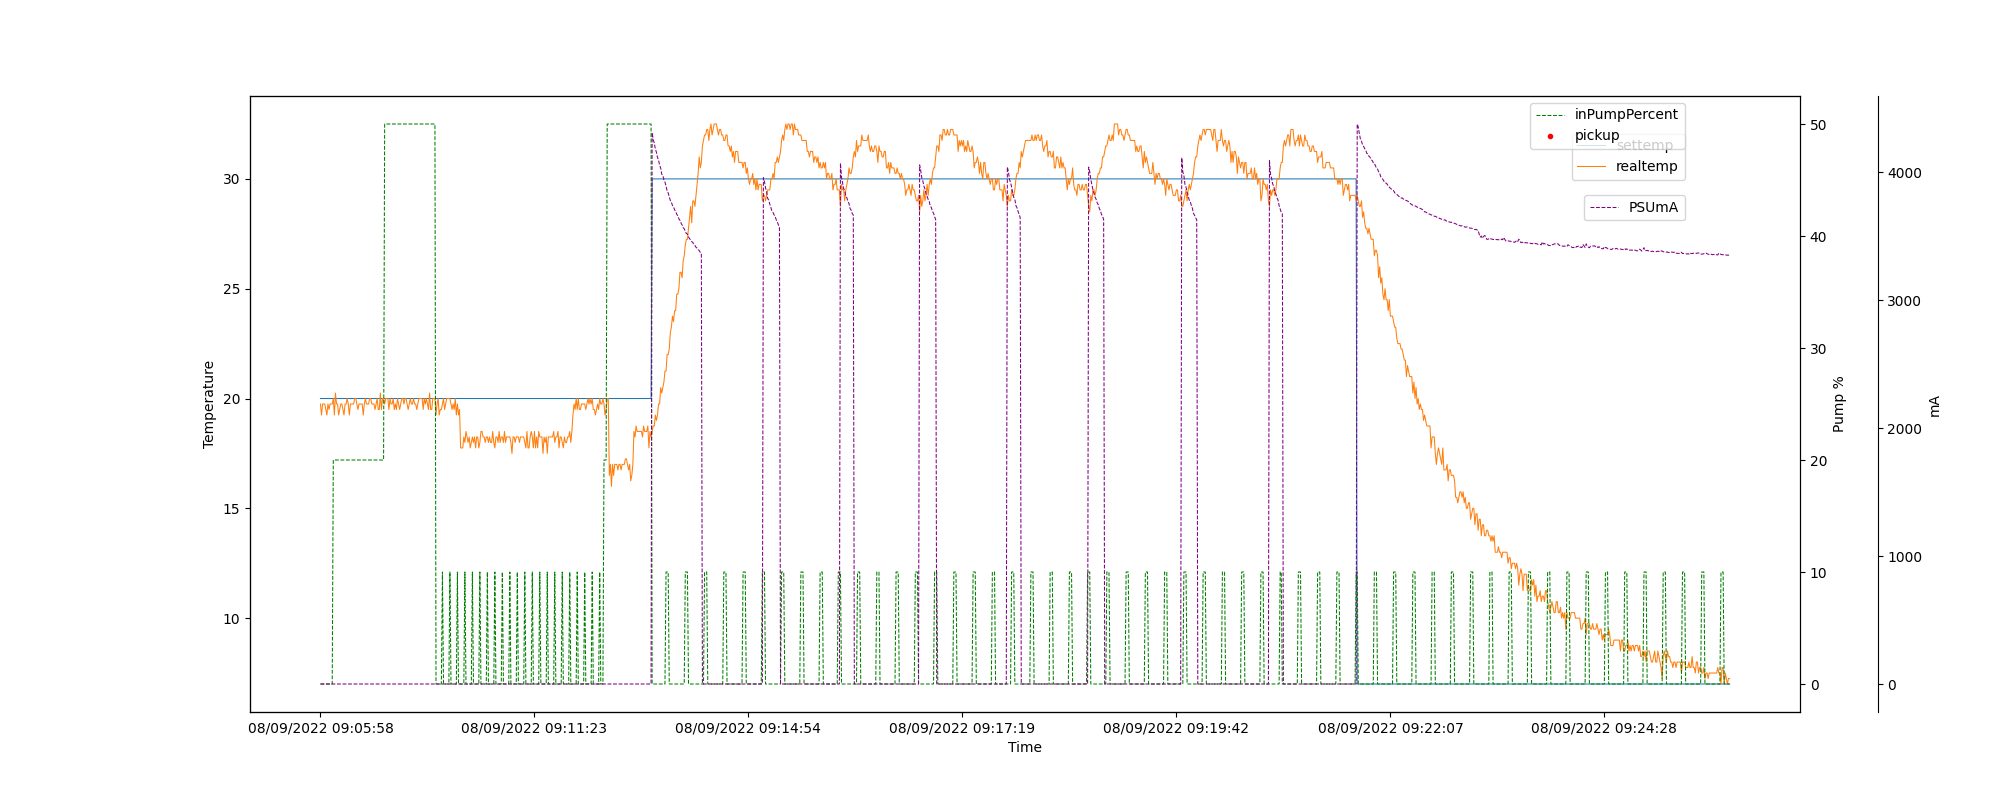 inPumpPercent
pickup
settemp
realtemp
PSUmA
30
25
20
15
10
Temperature
50
40
30
20
10
0
Pump %
4000
3000
2000
1000
0
mA
08/09/2022 09:05:58
08/09/2022 09:11:23
08/09/2022 09:14:54
08/09/2022 09:17:19
08/09/2022 09:19:42
08/09/2022 09:22:07
08/09/2022 09:24:28
Time